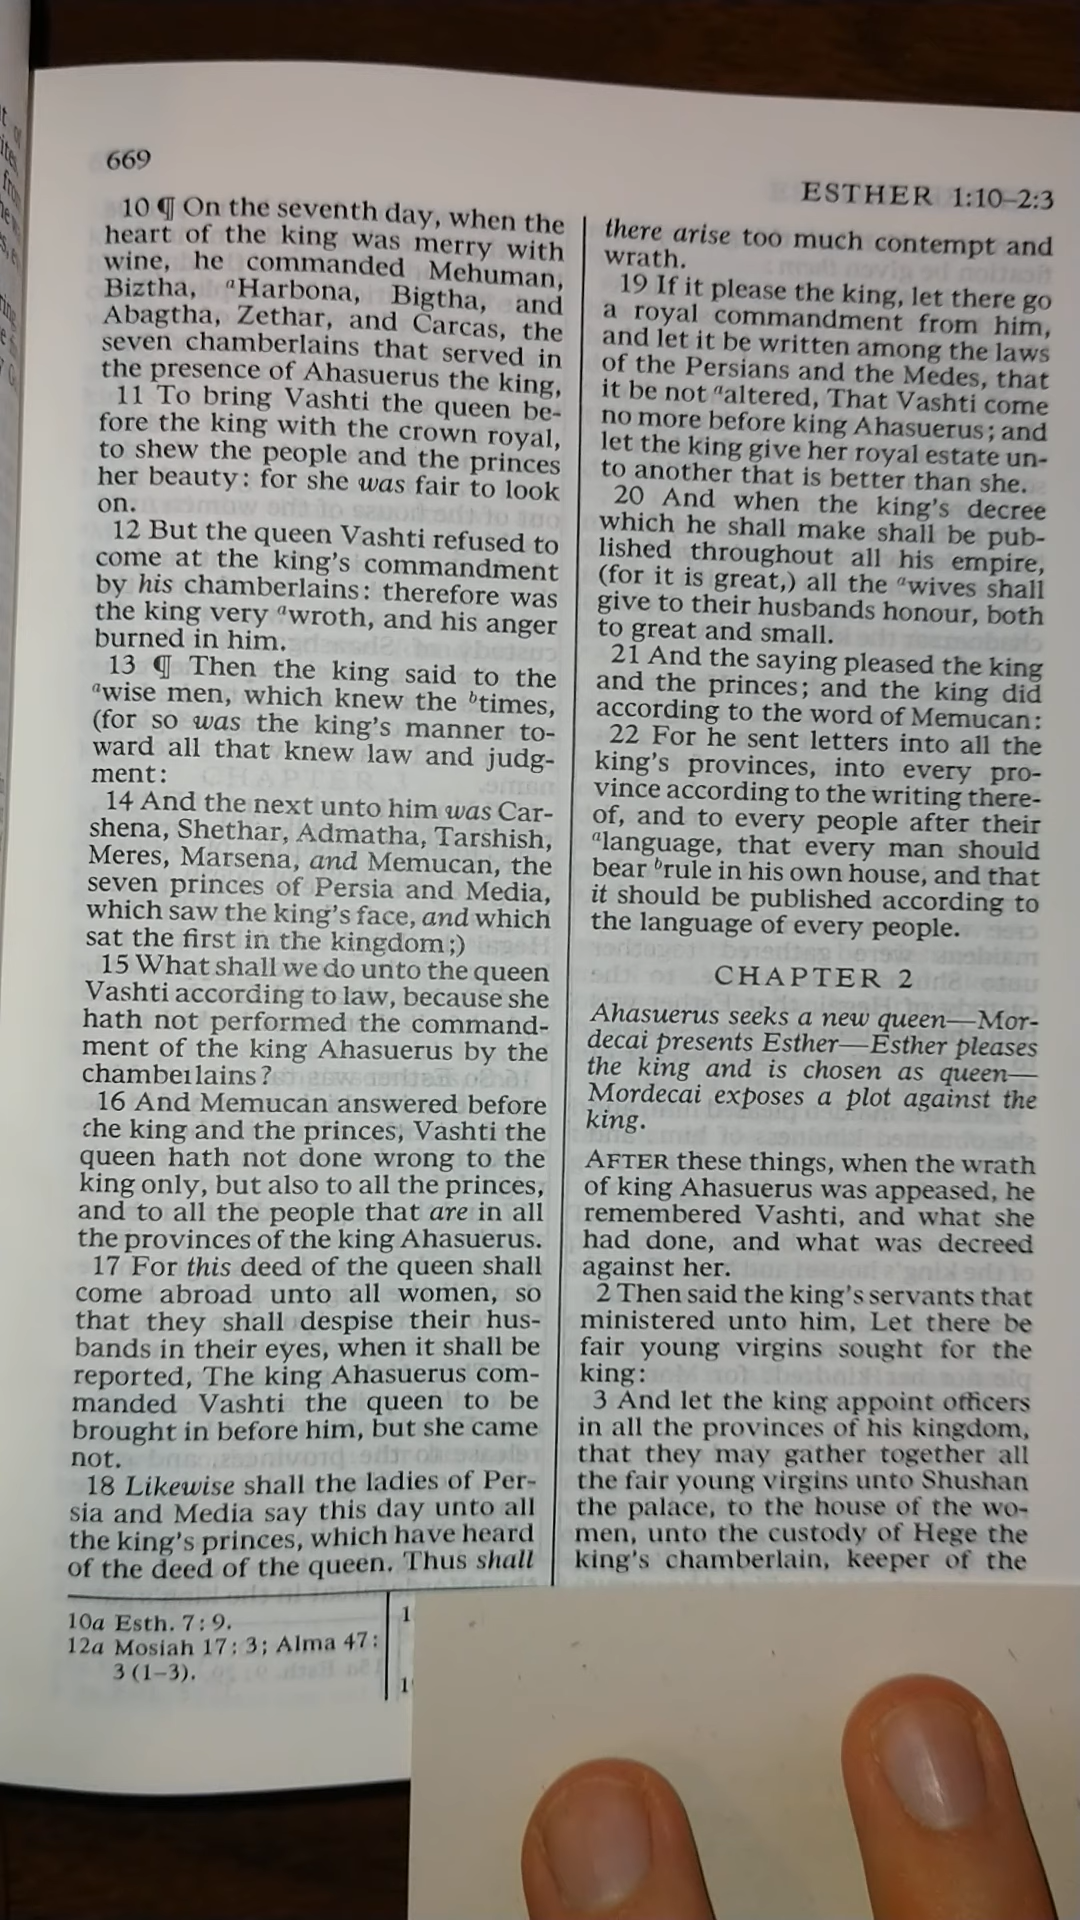 669
ESTHER 1:10–2:3
10 ¶ On the seventh day, when the
heart of the king was merry with
wine, he commanded Mehuman,
Biztha, ᵃHarbona, Bigtha, and
Abagtha, Zethar, and Carcas, the
seven chamberlains that served in
the presence of Ahasuerus the king,
11 To bring Vashti the queen be-
fore the king with the crown royal,
to shew the people and the princes
her beauty: for she was fair to look
on.
12 But the queen Vashti refused to
come at the king's commandment
by his chamberlains: therefore was
the king very ᵃwroth, and his anger
burned in him.
13 ¶ Then the king said to the
ᵃwise men, which knew the ᵇtimes,
(for so was the king's manner to-
ward all that knew law and judg-
ment:
14 And the next unto him was Car-
shena, Shethar, Admatha, Tarshish,
Meres, Marsena, and Memucan, the
seven princes of Persia and Media,
which saw the king's face, and which
sat the first in the kingdom;)
15 What shall we do unto the queen
Vashti according to law, because she
hath not performed the command-
ment of the king Ahasuerus by the
chamberlains?
16 And Memucan answered before
the king and the princes, Vashti the
queen hath not done wrong to the
king only, but also to all the princes,
and to all the people that are in all
the provinces of the king Ahasuerus.
17 For this deed of the queen shall
come abroad unto all women, so
that they shall despise their hus-
bands in their eyes, when it shall be
reported, The king Ahasuerus com-
manded Vashti the queen to be
brought in before him, but she came
not.
18 Likewise shall the ladies of Per-
sia and Media say this day unto all
the king's princes, which have heard
of the deed of the queen. Thus shall
there arise too much contempt and
wrath.
19 If it please the king, let there go
a royal commandment from him,
and let it be written among the laws
of the Persians and the Medes, that
it be not ᵃaltered, That Vashti come
no more before king Ahasuerus; and
let the king give her royal estate un-
to another that is better than she.
20 And when the king's decree
which he shall make shall be pub-
lished throughout all his empire,
(for it is great,) all the ᵃwives shall
give to their husbands honour, both
to great and small.
21 And the saying pleased the king
and the princes; and the king did
according to the word of Memucan:
22 For he sent letters into all the
king's provinces, into every pro-
vince according to the writing there-
of, and to every people after their
ᵃlanguage, that every man should
bear ᵇrule in his own house, and that
it should be published according to
the language of every people.
CHAPTER 2
Ahasuerus seeks a new queen—Mor-
decai presents Esther—Esther pleases
the king and is chosen as queen—
Mordecai exposes a plot against the
king.
AFTER these things, when the wrath
of king Ahasuerus was appeased, he
remembered Vashti, and what she
had done, and what was decreed
against her.
2 Then said the king's servants that
ministered unto him, Let there be
fair young virgins sought for the
king:
3 And let the king appoint officers
in all the provinces of his kingdom,
that they may gather together all
the fair young virgins unto Shushan
the palace, to the house of the wo-
men, unto the custody of Hege the
king's chamberlain, keeper of the
10a Esth. 7:9.
12a Mosiah 17:3; Alma 47:
3 (1–3).